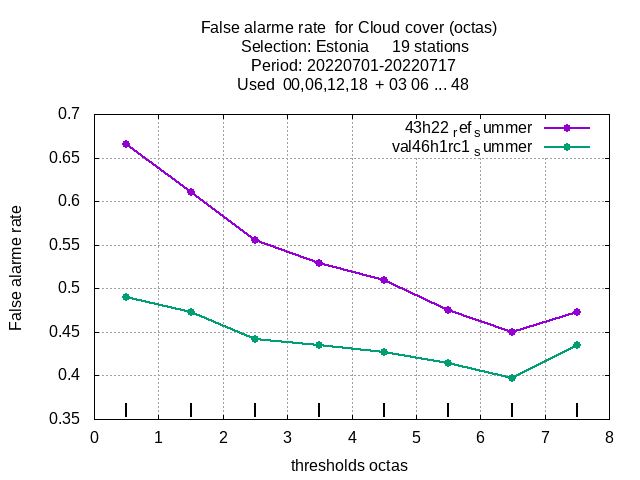 False alarme rate  for Cloud cover (octas)
Selection: Estonia     19 stations
Period: 20220701-20220717
Used  00,06,12,18  + 03 06 ... 48
0.7
0.65
0.6
0.55
0.5
0.45
0.4
0.35
False alarme rate
43h22 ref summer
val46h1rc1 summer
0 1 2 3 4 5 6 7 8
thresholds octas